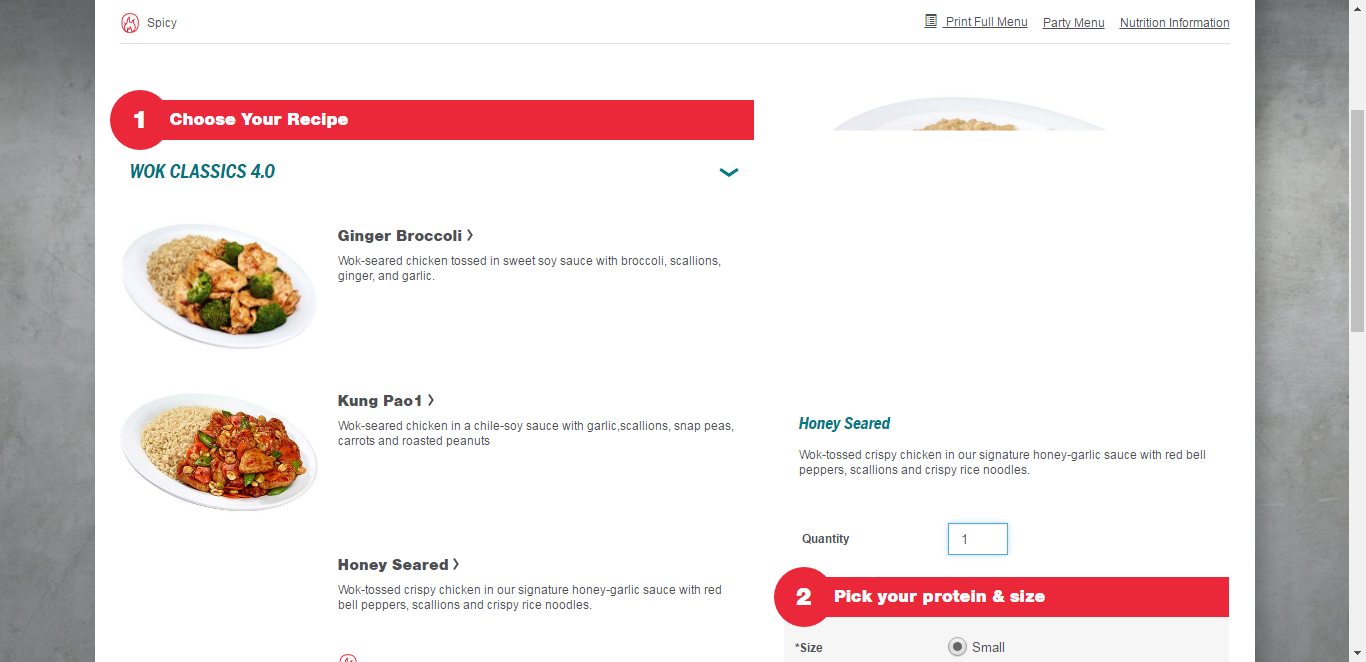 Spicy
Print Full Menu
Party Menu
Nutrition Information
1
Choose Your Recipe
WOK CLASSICS 4.0
Ginger Broccoli
Wok-seared chicken tossed in sweet soy sauce with broccoli, scallions,
ginger, and garlic.
Kung Pao1
Wok-seared chicken in a chile-soy sauce with garlic,scallions, snap peas,
carrots and roasted peanuts
Honey Seared
Wok-tossed crispy chicken in our signature honey-garlic sauce with red
bell peppers, scallions and crispy rice noodles.
Honey Seared
Wok-tossed crispy chicken in our signature honey-garlic sauce with red bell
peppers, scallions and crispy rice noodles.
Quantity
1
2
Pick your protein & size
*Size
Small